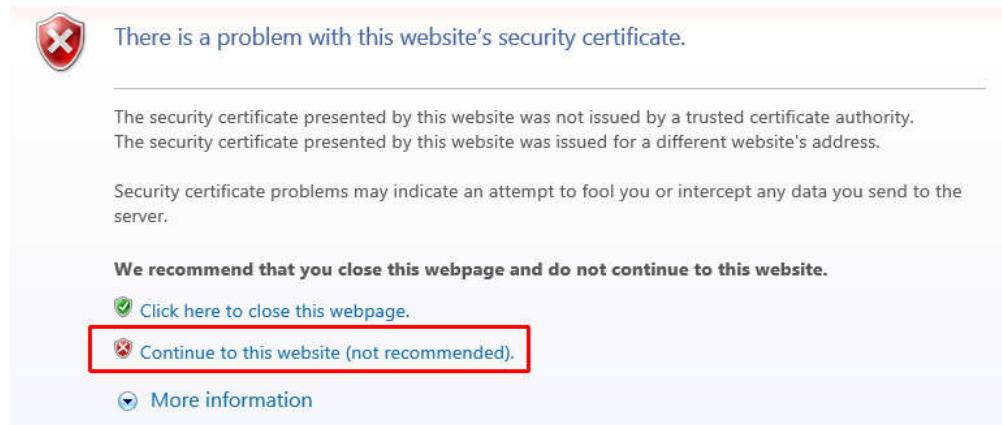 There is a problem with this website’s security certificate.
The security certificate presented by this website was not issued by a trusted certificate authority.
The security certificate presented by this website was issued for a different website's address.
Security certificate problems may indicate an attempt to fool you or intercept any data you send to the
server.
We recommend that you close this webpage and do not continue to this website.
Click here to close this webpage.
Continue to this website (not recommended).
More information